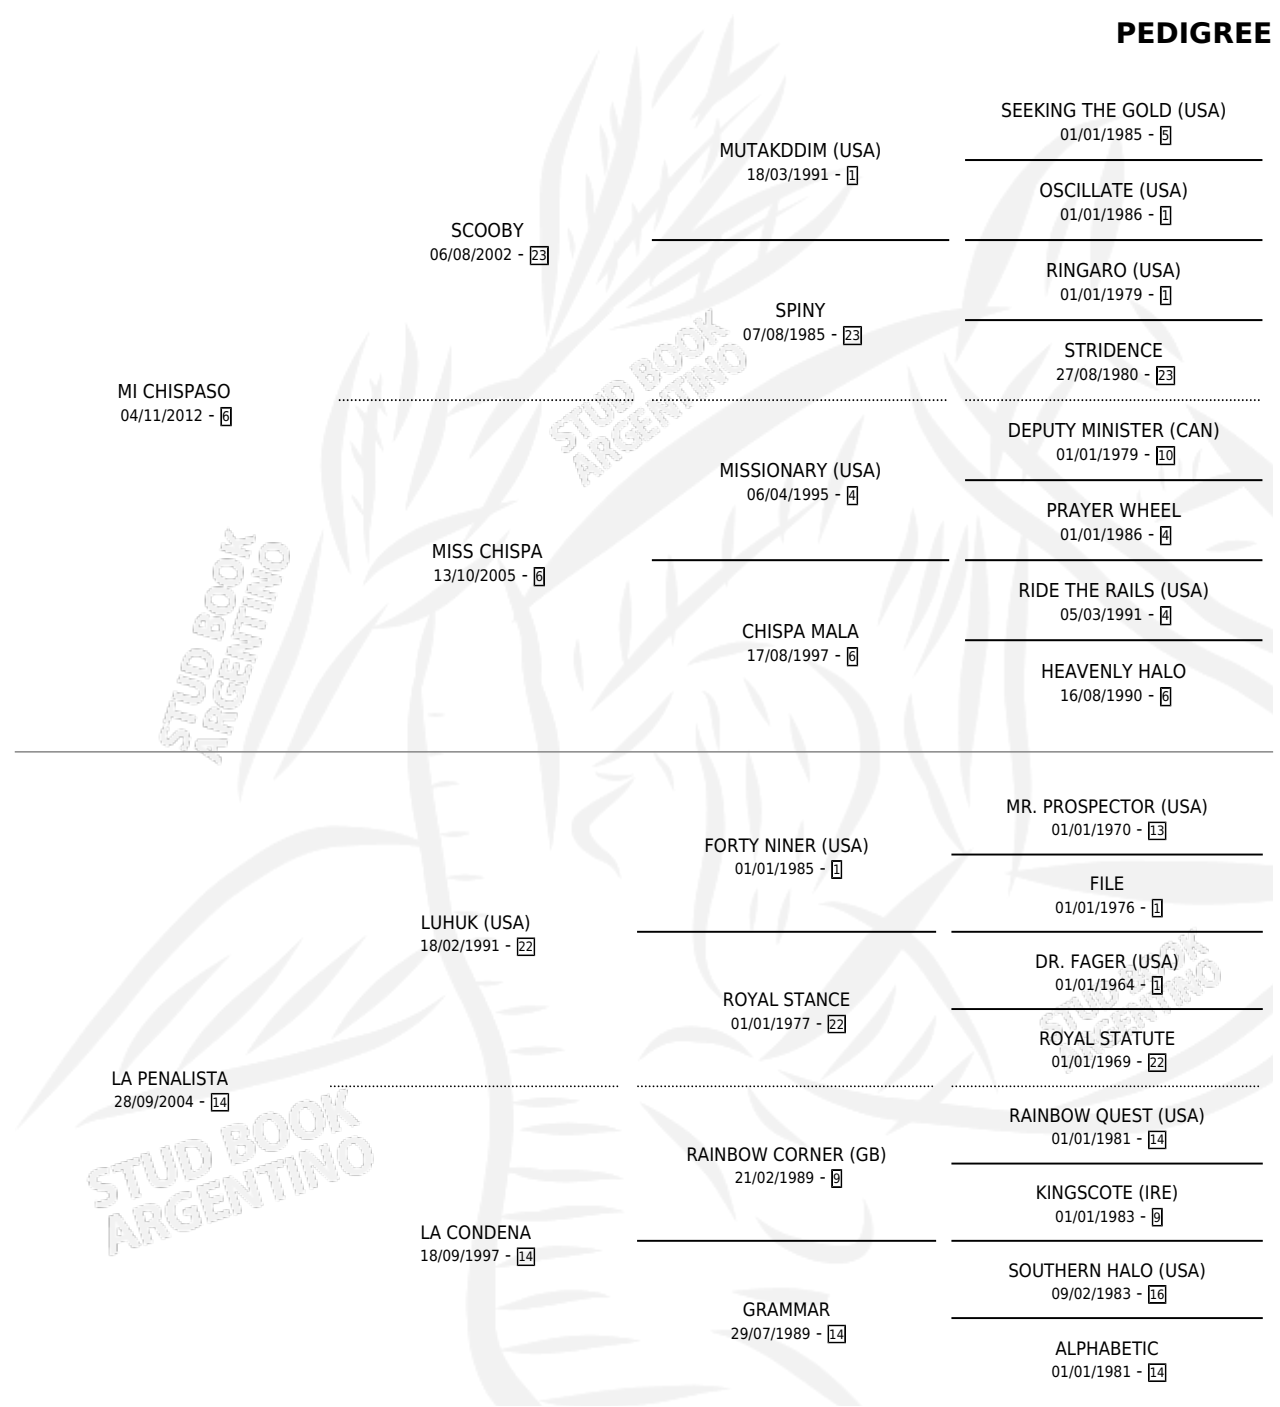 PEDIGREE
SEEKING THE GOLD (USA)
01/01/1985 - 5
MUTAKDDIM (USA)
18/03/1991 - 1
OSCILLATE (USA)
01/01/1986 - 1
SCOOBY
06/08/2002 - 23
RINGARO (USA)
01/01/1979 - 1
SPINY
07/08/1985 - 23
STRIDENCE
27/08/1980 - 23
MI CHISPASO
04/11/2012 - 6
STUD BOOK
ARGENTINO
DEPUTY MINISTER (CAN)
01/01/1979 - 10
MISSIONARY (USA)
06/04/1995 - 4
PRAYER WHEEL
01/01/1986 - 4
MISS CHISPA
13/10/2005 - 6
RIDE THE RAILS (USA)
05/03/1991 - 4
CHISPA MALA
17/08/1997 - 6
HEAVENLY HALO
16/08/1990 - 6
STUD BOOK
ARGENTINO
MR. PROSPECTOR (USA)
01/01/1970 - 13
FORTY NINER (USA)
01/01/1985 - 1
FILE
01/01/1976 - 1
LUHUK (USA)
18/02/1991 - 22
DR. FAGER (USA)
01/01/1964 - 1
ROYAL STANCE
01/01/1977 - 22
STUD BOOK
ARGENTINO
ROYAL STATUTE
01/01/1969 - 22
LA PENALISTA
28/09/2004 - 14
RAINBOW QUEST (USA)
01/01/1981 - 14
RAINBOW CORNER (GB)
21/02/1989 - 9
STUD BOOK
ARGENTINO
KINGSCOTE (IRE)
01/01/1983 - 9
LA CONDENA
18/09/1997 - 14
SOUTHERN HALO (USA)
09/02/1983 - 16
GRAMMAR
29/07/1989 - 14
ALPHABETIC
01/01/1981 - 14